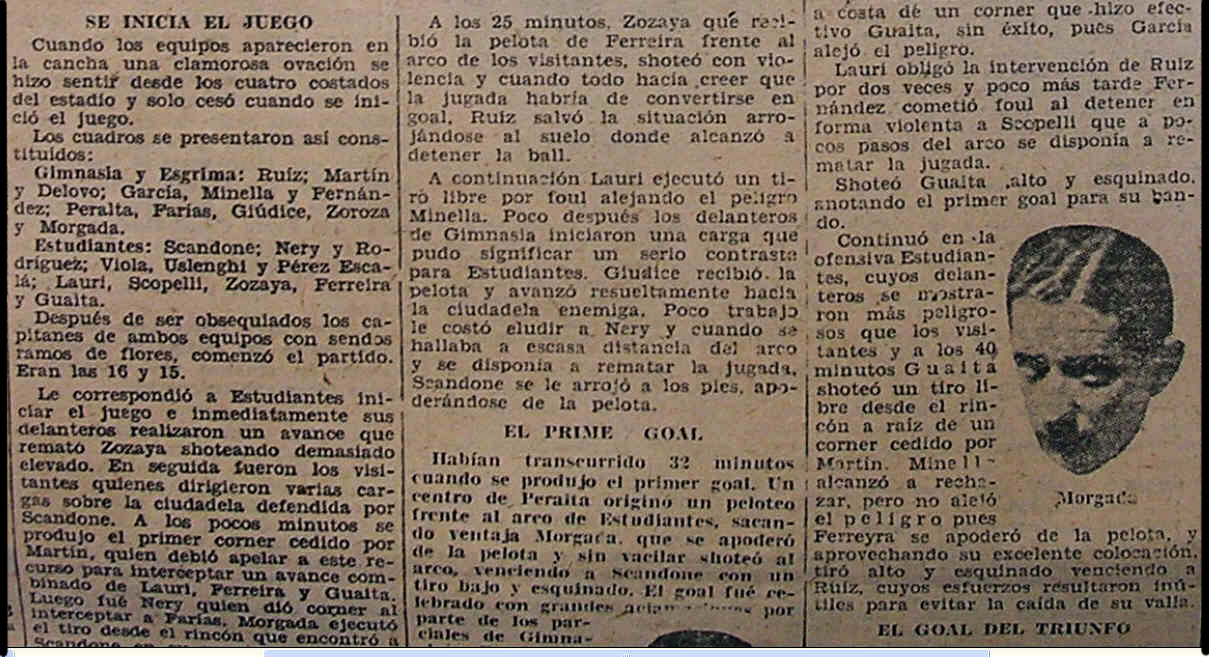 SE INICIA EL JUEGO
Cuando los equipos aparecieron en
la cancha una clamorosa ovación se
hizo sentir desde los cuatro costados
del estadio y solo cesó cuando se ini-
ció el juego.
Los cuadros se presentaron así cons-
tituídos:
Gimnasia y Esgrima: Ruiz; Martín
y Delovo; García, Minella y Fernán-
dez; Peralta, Farías, Giúdice, Zoroza
y Morgada.
Estudiantes: Scandone; Nery y Ro-
dríguez; Viola, Uslenghi y Pérez Esca-
lá; Lauri, Scopelli, Zozaya, Ferreira
y Guaita.
Después de ser obsequiados los ca-
pitanes de ambos equipos con sendos
ramos de flores, comenzó el partido.
Eran las 16 y 15.
Le correspondió a Estudiantes ini-
ciar el juego e inmediatamente sus
delanteros realizaron un avance que
remató Zozaya shoteando demasiado
elevado. En seguida fueron los visi-
tantes quienes dirigieron varias car-
gas sobre la ciudadela defendida por
Scandone. A los pocos minutos se
produjo el primer corner cedido por
Martín, quien debió apelar a este re-
curso para interceptar un avance com-
binado de Lauri, Ferreira y Guaita.
Luego fué Nery quien dió corner al
interceptar a Farías. Morgada ejecutó
el tiro desde el rincón que encontró a
Scandone en su
A los 25 minutos, Zozaya que reci-
bió la pelota de Ferreira frente al
arco de los visitantes, shoteó con vio-
lencia y cuando todo hacía creer que
la jugada habría de convertirse en
goal, Ruiz salvó la situación arro-
jándose al suelo donde alcanzó a
detener la ball.
A continuación Lauri ejecutó un ti-
ro libre por foul alejando el peligro
Minella. Poco después los delanteros
de Gimnasia iniciaron una carga que
pudo significar un serio contraste
para Estudiantes. Giudice recibió la
pelota y avanzó resueltamente hacia
la ciudadela enemiga. Poco trabajo
le costó eludir a Nery y cuando se
hallaba a escasa distancia del arco
y se disponía a rematar la jugada,
Scandone se le arrojó a los pies, apo-
derándose de la pelota.
EL PRIME GOAL
Habían transcurrido 32 minutos
cuando se produjo el primer goal. Un
centro de Peralta originó un peloteo
frente al arco de Estudiantes, sacan-
do ventaja Morgada, que se apoderó
de la pelota y sin vacilar shoteó al
arco, venciendo a Scandone con un
tiro bajo y esquinado. El goal fué ce-
lebrado con grandes por
parte de los par-
ciales de Gimna-
a costa de un corner que hizo efec-
tivo Guaita, sin éxito, pues García
alejó el peligro.
Lauri obligó la intervención de Ruiz
por dos veces y poco más tarde Fer-
nández cometió foul al detener en
forma violenta a Scopelli que a po-
cos pasos del arco se disponía a re-
matar la jugada.
Shoteó Guaita alto y esquinado,
anotando el primer goal para su ban-
do.
Continuó en la
ofensiva Estudian-
tes, cuyos delan-
teros se mostra-
ron más peligro-
sos que los visi-
tantes y a los 40
minutos Guaita
shoteó un tiro li-
bre desde el rin-
cón a raíz de un
corner cedido por
Martín. Minella
alcanzó a recha-
zar, pero no alejó
el peligro pues
Ferreyra se apoderó de la pelota, y
aprovechando su excelente colocación,
tiró alto y esquinado venciendo a
Ruiz, cuyos esfuerzos resultaron inú-
tiles para evitar la caída de su valla.
Morgada
EL GOAL DEL TRIUNFO